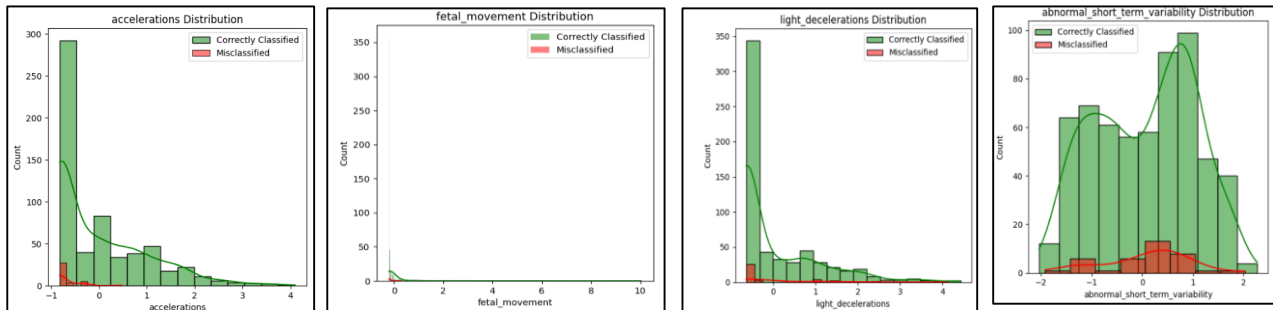 accelerations Distribution
300
250
200
150
100
50
0
Count
Correctly Classified
Misclassified
−1
0
1
2
3
4
accelerations
fetal_movement Distribution
350
300
250
200
150
100
50
0
Count
Correctly Classified
Misclassified
0
2
4
6
8
10
fetal_movement
light_decelerations Distribution
350
300
250
200
150
100
50
0
Count
Correctly Classified
Misclassified
0
1
2
3
4
light_decelerations
abnormal_short_term_variability Distribution
100
80
60
40
20
0
Count
Correctly Classified
Misclassified
−2
−1
0
1
2
abnormal_short_term_variability